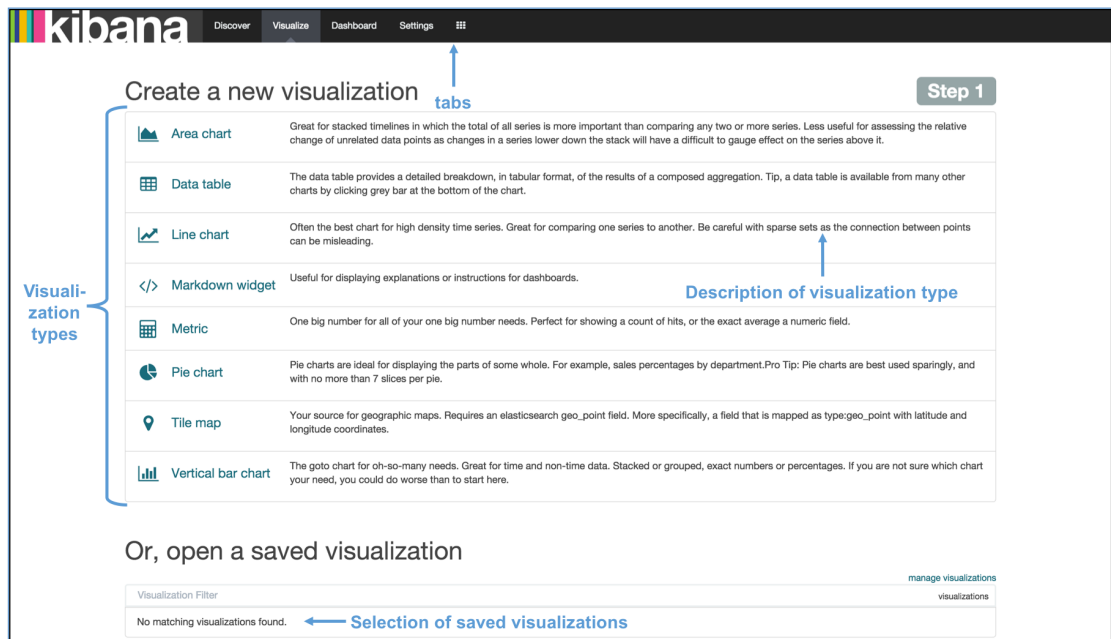 kibana Discover Visualize Dashboard Settings
tabs
Create a new visualization
Step 1
Visuali-
zation
types
Area chart
Great for stacked timelines in which the total of all series is more important than comparing any two or more series. Less useful for assessing the relative
change of unrelated data points as changes in a series lower down the stack will have a difficult to gauge effect on the series above it.
Data table
The data table provides a detailed breakdown, in tabular format, of the results of a composed aggregation. Tip, a data table is available from many other
charts by clicking grey bar at the bottom of the chart.
Line chart
Often the best chart for high density time series. Great for comparing one series to another. Be careful with sparse sets as the connection between points
can be misleading.
Description of visualization type
Markdown widget
Useful for displaying explanations or instructions for dashboards.
Metric
One big number for all of your one big number needs. Perfect for showing a count of hits, or the exact average a numeric field.
Pie chart
Pie charts are ideal for displaying the parts of some whole. For example, sales percentages by department.Pro Tip: Pie charts are best used sparingly, and
with no more than 7 slices per pie.
Tile map
Your source for geographic maps. Requires an elasticsearch geo_point field. More specifically, a field that is mapped as type:geo_point with latitude and
longitude coordinates.
Vertical bar chart
The goto chart for oh-so-many needs. Great for time and non-time data. Stacked or grouped, exact numbers or percentages. If you are not sure which chart
your need, you could do worse than to start here.
Or, open a saved visualization
manage visualizations
Visualization Filter
visualizations
No matching visualizations found.
Selection of saved visualizations